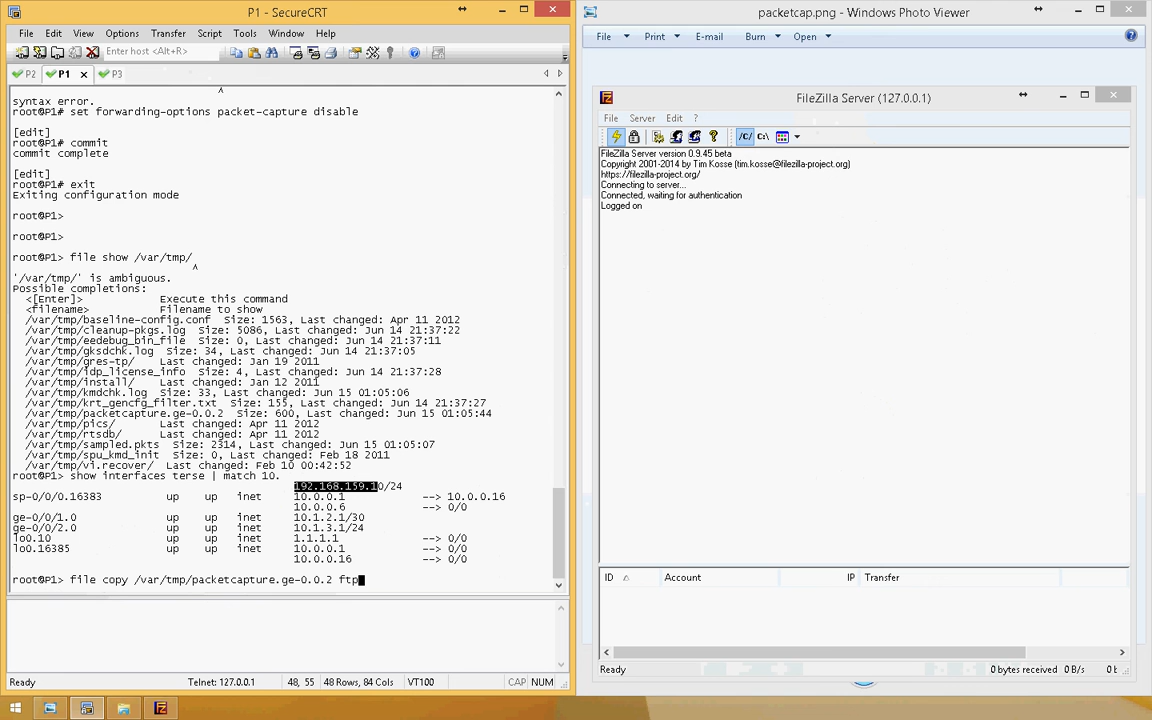 P1 - SecureCRT
File Edit View Options Transfer Script Tools Window Help
Enter host <Alt+R>
P2 P1 x P3
^
syntax error.
root@P1# set forwarding-options packet-capture disable
[edit]
root@P1# commit
commit complete
[edit]
root@P1# exit
Exiting configuration mode
root@P1>
root@P1>
root@P1> file show /var/tmp/
^
'/var/tmp/' is ambiguous.
Possible completions:
<[Enter]> Execute this command
<filename> Filename to show
/var/tmp/baseline-config.conf Size: 1563, Last changed: Apr 11 2012
/var/tmp/cleanup-pkgs.log Size: 5086, Last changed: Jun 14 21:37:22
/var/tmp/eedebug_bin_file Size: 0, Last changed: Jun 14 21:37:11
/var/tmp/gksdchk.log Size: 34, Last changed: Jun 14 21:37:05
/var/tmp/gres-tp/ Last changed: Jan 19 2011
/var/tmp/idp_license_info Size: 4, Last changed: Jun 14 21:37:28
/var/tmp/install/ Last changed: Jan 12 2011
/var/tmp/kmdchk.log Size: 33, Last changed: Jun 15 01:05:06
/var/tmp/krt_gencfg_filter.txt Size: 155, Last changed: Jun 14 21:37:27
/var/tmp/packetcapture.ge-0.0.2 Size: 600, Last changed: Jun 15 01:05:44
/var/tmp/pics/ Last changed: Apr 11 2012
/var/tmp/rtsdb/ Last changed: Apr 11 2012
/var/tmp/sampled.pkts Size: 2314, Last changed: Jun 15 01:05:07
/var/tmp/spu_kmd_init Size: 0, Last changed: Feb 18 2011
/var/tmp/vi.recover/ Last changed: Feb 10 00:42:52
root@P1> show interfaces terse | match 10.
192.168.159.10/24
sp-0/0/0.16383 up up inet 10.0.0.1 --> 10.0.0.16
10.0.0.6 --> 0/0
ge-0/0/1.0 up up inet 10.1.2.1/30
ge-0/0/2.0 up up inet 10.1.3.1/24
lo0.10 up up inet 1.1.1.1 --> 0/0
lo0.16385 up up inet 10.0.0.1 --> 0/0
10.0.0.16 --> 0/0
root@P1> file copy /var/tmp/packetcapture.ge-0.0.2 ftp
Ready Telnet: 127.0.0.1 48, 55 48 Rows, 84 Cols VT100 CAP NUM
packetcap.png - Windows Photo Viewer
File Print E-mail Burn Open
FileZilla Server (127.0.0.1)
File Server Edit ?
/C/ C:\
FileZilla Server version 0.9.45 beta
Copyright 2001-2014 by Tim Kosse (tim.kosse@filezilla-project.org)
https://filezilla-project.org/
Connecting to server...
Connected, waiting for authentication
Logged on
ID Account IP Transfer
Ready 0 bytes received 0 B/s